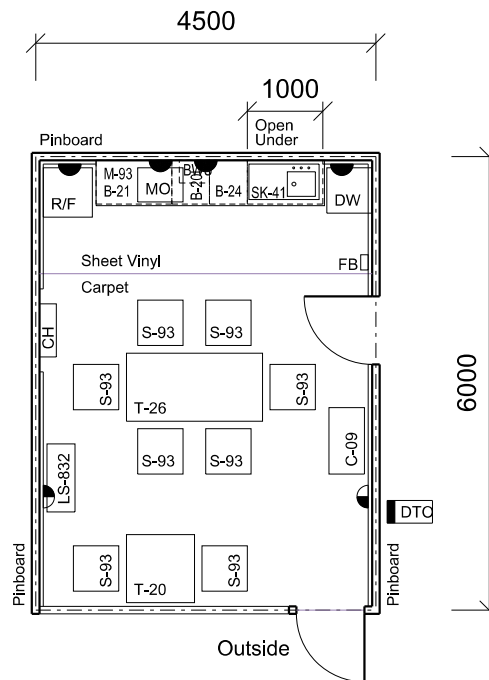 4500
1000
Pinboard
Open
Under
M-93
B-21
MO
B-20
B-24
SK-41
R/F
DW
Sheet Vinyl
FB
Carpet
CH
S-93
S-93
6000
S-93
S-93
T-26
C-09
S-93
S-93
LS-832
DTO
Pinboard
S-93
S-93
T-20
Pinboard
Outside